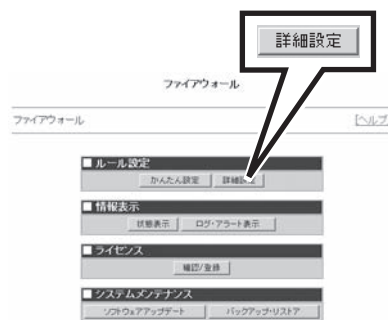 詳細設定
ファイアウォール
ファイアウォール [ヘルプ
■ ルール設定
かんたん設定 詳細設定
■ 情報表示
状態表示 ログ・アラート表示
■ ライセンス
確認/登録
■ システムメンテナンス
ソフトウェアアップデート バックアップ・リストア